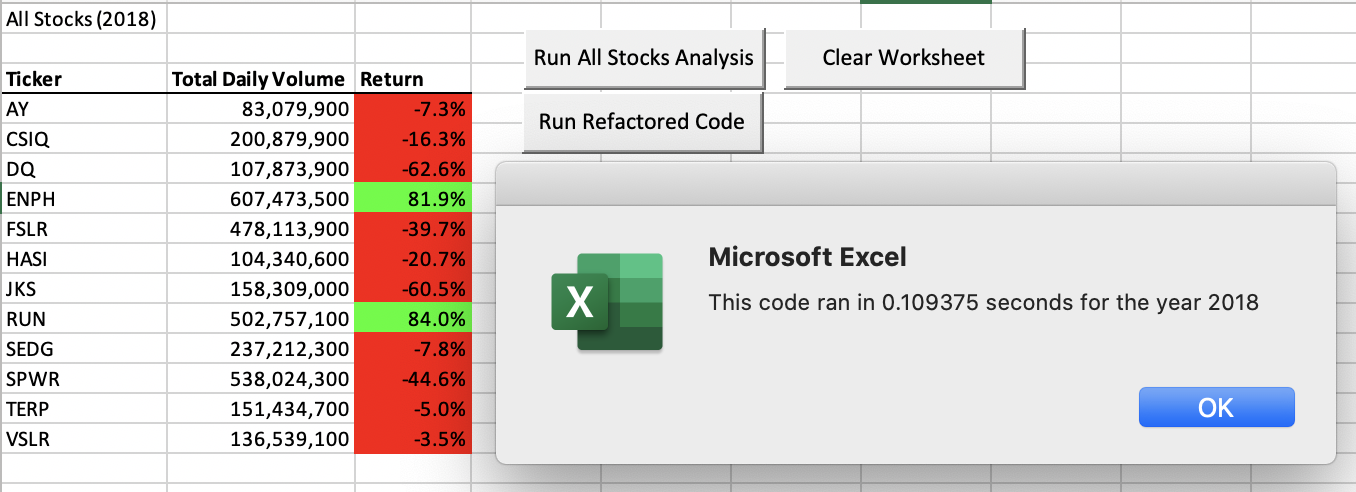 All Stocks (2018)
Run All Stocks Analysis
Clear Worksheet
Ticker Total Daily Volume Return
AY 83,079,900 -7.3%
Run Refactored Code
CSIQ 200,879,900 -16.3%
DQ 107,873,900 -62.6%
ENPH 607,473,500 81.9%
FSLR 478,113,900 -39.7%
HASI 104,340,600 -20.7%
JKS 158,309,000 -60.5%
RUN 502,757,100 84.0%
SEDG 237,212,300 -7.8%
SPWR 538,024,300 -44.6%
TERP 151,434,700 -5.0%
VSLR 136,539,100 -3.5%
Microsoft Excel
X
This code ran in 0.109375 seconds for the year 2018
OK